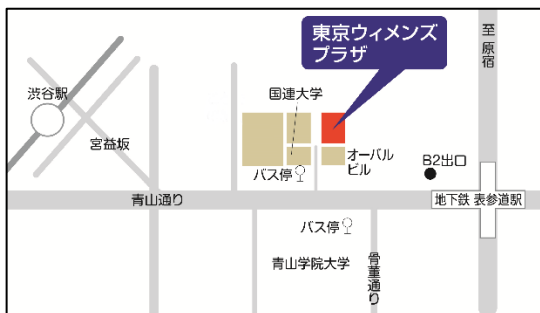 東京ウィメンズ
プラザ
至 原宿
渋谷駅
国連大学
宮益坂
オーバル
ビル
B2出口
バス停
青山通り
地下鉄 表参道駅
バス停
青山学院大学
骨董通り